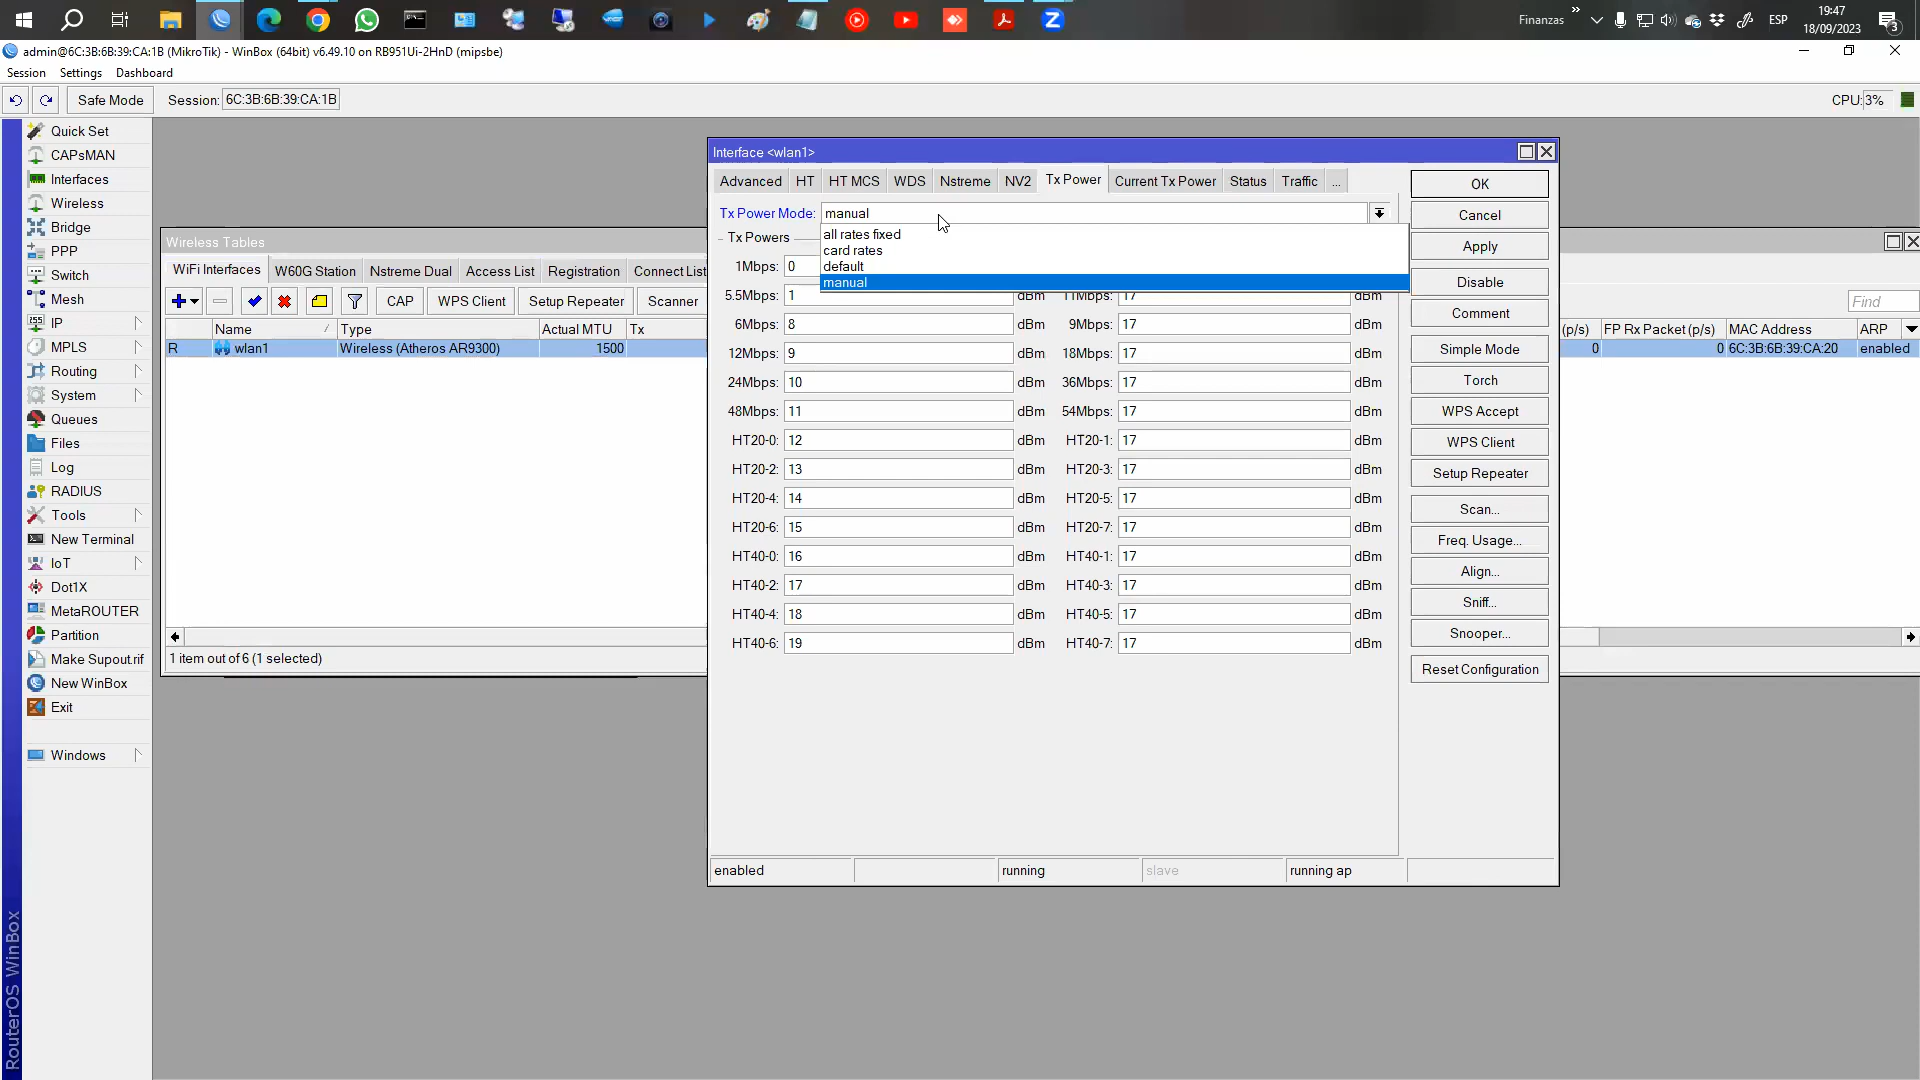 Finanzas
»
ESP
19:47
18/09/2023
3
admin@6C:3B:6B:39:CA:1B (MikroTik) - WinBox (64bit) v6.49.10 on RB951Ui-2HnD (mipsbe)
Session Settings Dashboard
Safe Mode Session: 6C:3B:6B:39:CA:1B CPU: 3%
Quick Set
CAPsMAN
Interfaces
Wireless
Bridge
PPP
Switch
Mesh
IP
MPLS
Routing
System
Queues
Files
Log
RADIUS
Tools
New Terminal
IoT
Dot1X
MetaROUTER
Partition
Make Supout.rif
New WinBox
Exit
Windows
RouterOS WinBox
Wireless Tables
WiFi Interfaces W60G Station Nstreme Dual Access List Registration Connect List
CAP WPS Client Setup Repeater Scanner
Find
Name / Type Actual MTU Tx
(p/s) FP Rx Packet (p/s) MAC Address ARP
R wlan1 Wireless (Atheros AR9300) 1500
0 0 6C:3B:6B:39:CA:20 enabled
1 item out of 6 (1 selected)
Interface <wlan1>
Advanced HT HT MCS WDS Nstreme NV2 Tx Power Current Tx Power Status Traffic ...
Tx Power Mode: manual
all rates fixed
card rates
default
manual
Tx Powers
1Mbps: 0
5.5Mbps: 1 dBm 11Mbps: 17 dBm
6Mbps: 8 dBm 9Mbps: 17 dBm
12Mbps: 9 dBm 18Mbps: 17 dBm
24Mbps: 10 dBm 36Mbps: 17 dBm
48Mbps: 11 dBm 54Mbps: 17 dBm
HT20-0: 12 dBm HT20-1: 17 dBm
HT20-2: 13 dBm HT20-3: 17 dBm
HT20-4: 14 dBm HT20-5: 17 dBm
HT20-6: 15 dBm HT20-7: 17 dBm
HT40-0: 16 dBm HT40-1: 17 dBm
HT40-2: 17 dBm HT40-3: 17 dBm
HT40-4: 18 dBm HT40-5: 17 dBm
HT40-6: 19 dBm HT40-7: 17 dBm
OK
Cancel
Apply
Disable
Comment
Simple Mode
Torch
WPS Accept
WPS Client
Setup Repeater
Scan...
Freq. Usage...
Align...
Sniff...
Snooper...
Reset Configuration
enabled running slave running ap